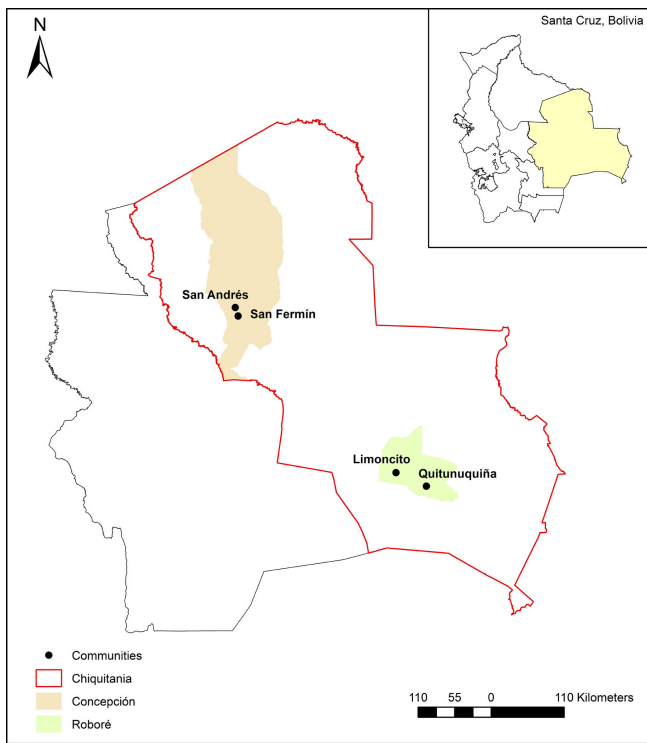 N
Santa Cruz, Bolivia
San Andrés
San Fermín
Limoncito
Quitunuquiña
Communities
Chiquitania
Concepción
Roboré
110 55 0 110 Kilometers